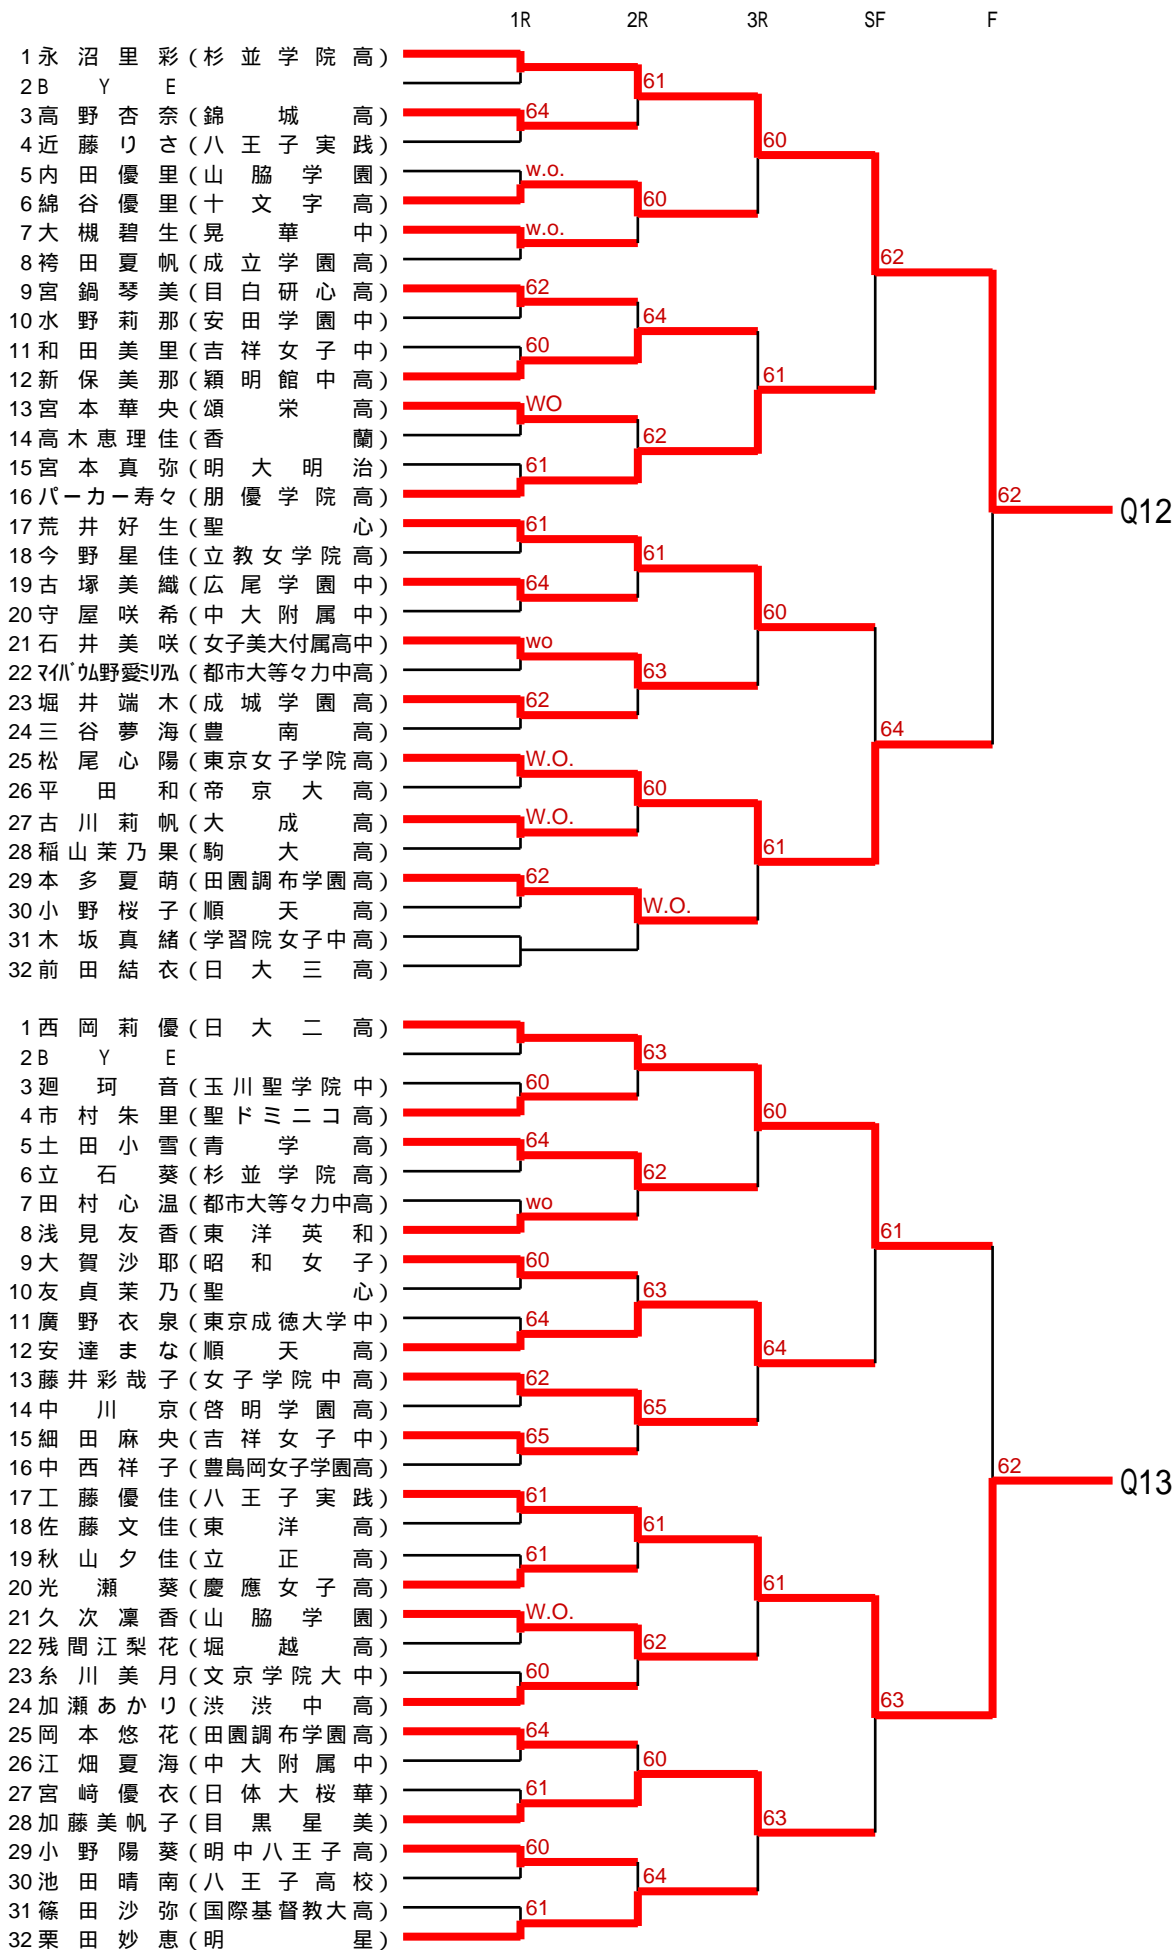 1R 2R 3R SF F
1 永沼里彩 (杉並学院高)
2 BYE
61
3 高野杏奈 (錦城高) 64
4 近藤りさ (八王子実践) 60
5 内田優里 (山脇学園) w.o.
6 綿谷優里 (十文字高) 60
7 大槻碧生 (晃華中) w.o.
8 袴田夏帆 (成立学園高) 62
9 宮鍋琴美 (目白研心高) 62
10 水野莉那 (安田学園中) 64
11 和田美里 (吉祥女子中) 60
12 新保美那 (穎明館中高) 61
13 宮本華央 (頌栄高) WO
14 高木恵理佳 (香蘭) 62
15 宮本真弥 (明大明治) 61
16 パーカー寿々 (朋優学院高) 62
Q12
17 荒井好生 (聖心) 61
18 今野星佳 (立教女学院高) 61
19 古塚美織 (広尾学園中) 64
20 守屋咲希 (中大附属中) 60
21 石井美咲 (女子美大付属高中) wo
22 マイバウム野愛ミリアム (都市大等々力中高) 63
23 堀井端木 (成城学園高) 62
24 三谷夢海 (豊南高) 64
25 松尾心陽 (東京女子学院高) W.O.
26 平田和 (帝京大高) 60
27 古川莉帆 (大成高) W.O.
28 稲山茉乃果 (駒大高) 61
29 本多夏萌 (田園調布学園高) 62
30 小野桜子 (順天高) W.O.
31 木坂真緒 (学習院女子中高)
32 前田結衣 (日大三高)
1 西岡莉優 (日大二高)
2 BYE 63
3 廻珂音 (玉川聖学院中) 60
4 市村朱里 (聖ドミニコ高) 60
5 土田小雪 (青学高) 64
6 立石葵 (杉並学院高) 62
7 田村心温 (都市大等々力中高) wo
8 浅見友香 (東洋英和) 61
9 大賀沙耶 (昭和女子) 60
10 友貞茉乃 (聖心) 63
11 廣野衣泉 (東京成徳大学中) 64
12 安達まな (順天高) 64
13 藤井彩哉子 (女子学院中高) 62
14 中川京 (啓明学園高) 65
15 細田麻央 (吉祥女子中) 65
16 中西祥子 (豊島岡女子学園高) 62
Q13
17 工藤優佳 (八王子実践) 61
18 佐藤文佳 (東洋高) 61
19 秋山夕佳 (立正高) 61
20 光瀬葵 (慶應女子高) 61
21 久次凜香 (山脇学園) W.O.
22 残間江梨花 (堀越高) 62
23 糸川美月 (文京学院大中) 60
24 加瀬あかり (渋渋中高) 63
25 岡本悠花 (田園調布学園高) 64
26 江畑夏海 (中大附属中) 60
27 宮﨑優衣 (日体大桜華) 61
28 加藤美帆子 (目黒星美) 63
29 小野陽葵 (明中八王子高) 60
30 池田晴南 (八王子高校) 64
31 篠田沙弥 (国際基督教大高) 61
32 栗田妙恵 (明星)